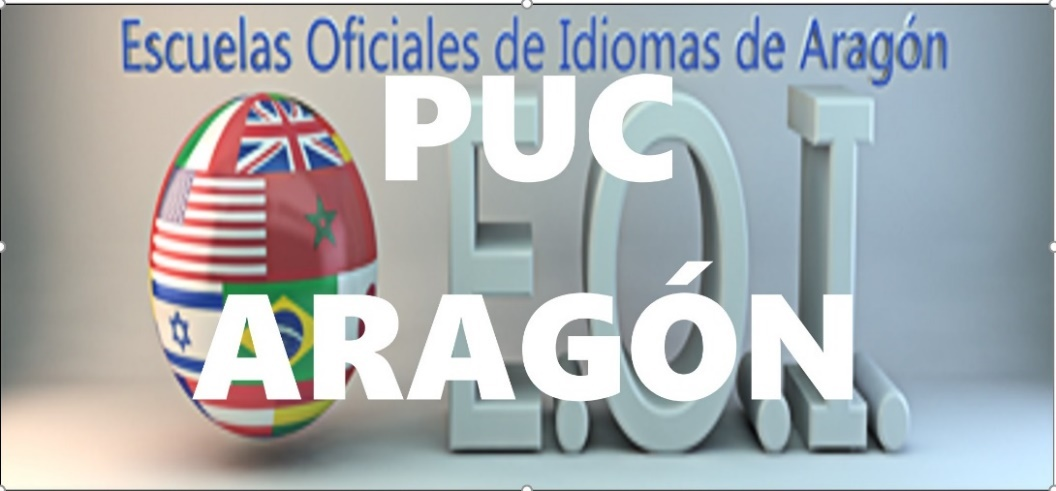 Escuelas Oficiales de Idiomas de Aragón
PUC
E.O.I.
ARAGÓN